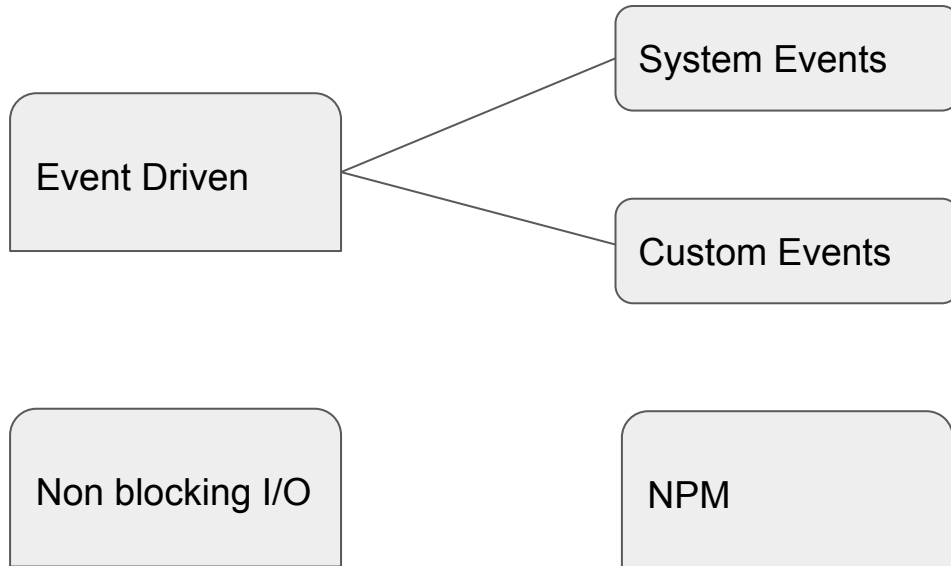 System Events
Event Driven
Custom Events
Non blocking I/O
NPM